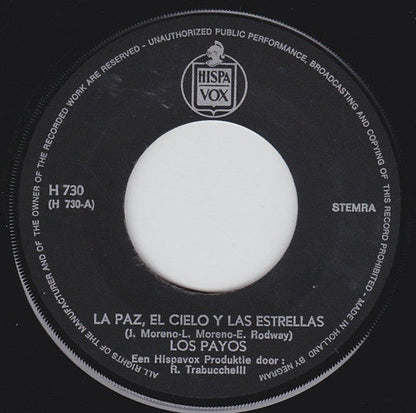 ALL RIGHTS OF THE MANUFACTURER AND OF THE OWNER OF THE RECORDED WORK ARE RESERVED - UNAUTHORIZED PUBLIC PERFORMANCE, BROADCASTING AND COPYING OF THIS RECORD PROHIBITED - MADE IN HOLLAND BY NEGRAM
HISPA
VOX
H 730
(H 730-A)
STEMRA
LA PAZ, EL CIELO Y LAS ESTRELLAS
(J. Moreno-L. Moreno-E. Rodway)
LOS PAYOS
Een Hispavox Produktie door :
R. Trabucchelli